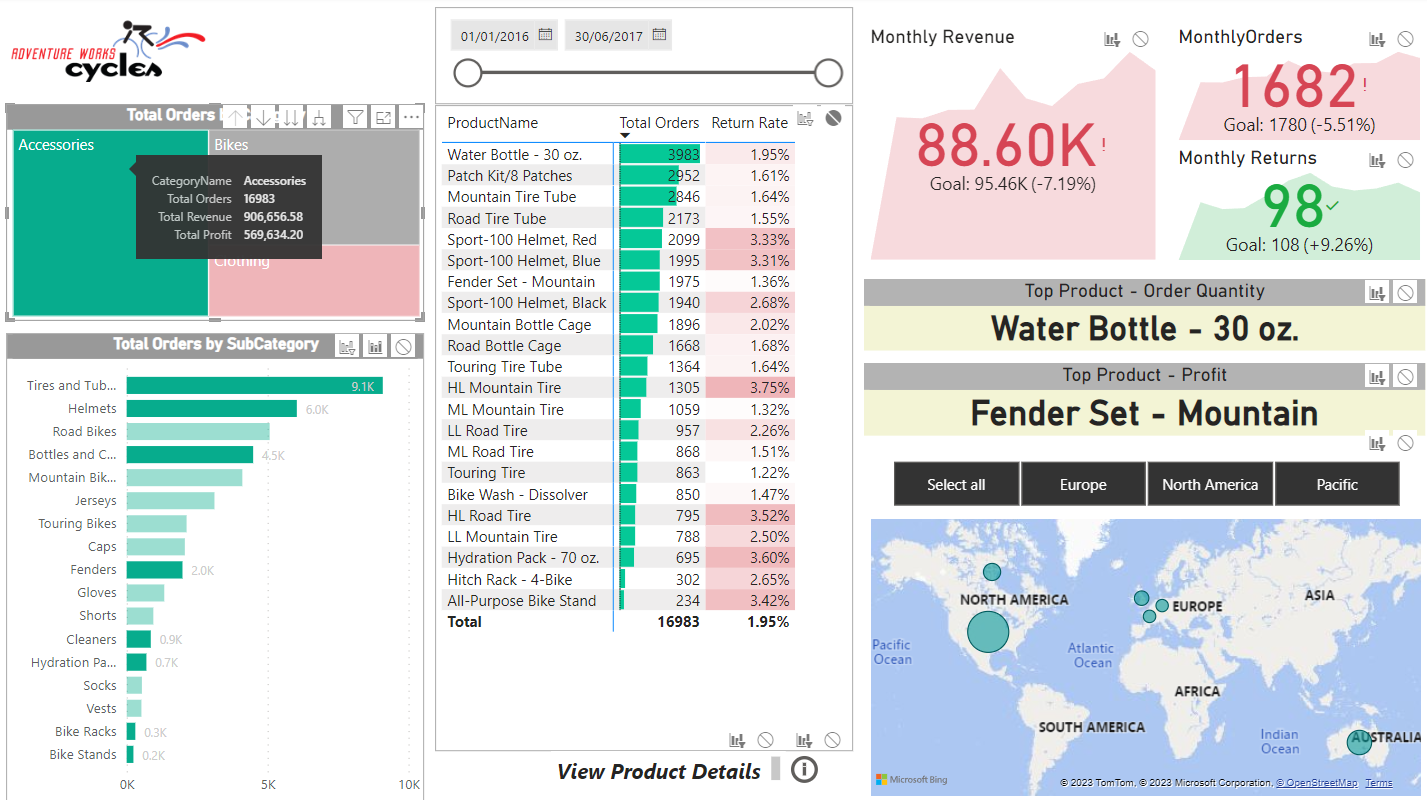 ADVENTURE WORKS
cycles
Total Orders
Accessories
Bikes
CategoryName Accessories
Total Orders 16983
Total Revenue 906,656.58
Total Profit 569,634.20
Clothing
Total Orders by SubCategory
Tires and Tub... 9.1K
Helmets 6.0K
Road Bikes
Bottles and C... 4.5K
Mountain Bik...
Jerseys
Touring Bikes
Caps
Fenders 2.0K
Gloves
Shorts
Cleaners 0.9K
Hydration Pa... 0.7K
Socks
Vests
Bike Racks 0.3K
Bike Stands 0.2K
0K 5K 10K
01/01/2016 30/06/2017
ProductName Total Orders Return Rate
Water Bottle - 30 oz. 3983 1.95%
Patch Kit/8 Patches 2952 1.61%
Mountain Tire Tube 2846 1.64%
Road Tire Tube 2173 1.55%
Sport-100 Helmet, Red 2099 3.33%
Sport-100 Helmet, Blue 1995 3.31%
Fender Set - Mountain 1975 1.36%
Sport-100 Helmet, Black 1940 2.68%
Mountain Bottle Cage 1896 2.02%
Road Bottle Cage 1668 1.68%
Touring Tire Tube 1364 1.64%
HL Mountain Tire 1305 3.75%
ML Mountain Tire 1059 1.32%
LL Road Tire 957 2.26%
ML Road Tire 868 1.51%
Touring Tire 863 1.22%
Bike Wash - Dissolver 850 1.47%
HL Road Tire 795 3.52%
LL Mountain Tire 788 2.50%
Hydration Pack - 70 oz. 695 3.60%
Hitch Rack - 4-Bike 302 2.65%
All-Purpose Bike Stand 234 3.42%
Total 16983 1.95%
View Product Details
Monthly Revenue
88.60K!
Goal: 95.46K (-7.19%)
MonthlyOrders
1682!
Goal: 1780 (-5.51%)
Monthly Returns
98
Goal: 108 (+9.26%)
Top Product - Order Quantity
Water Bottle - 30 oz.
Top Product - Profit
Fender Set - Mountain
Select all Europe North America Pacific
NORTH AMERICA
EUROPE
ASIA
Pacific
Ocean
Atlantic
Ocean
AFRICA
SOUTH AMERICA
Indian
Ocean
AUSTRALIA
Microsoft Bing
© 2023 TomTom, © 2023 Microsoft Corporation, © OpenStreetMap Terms